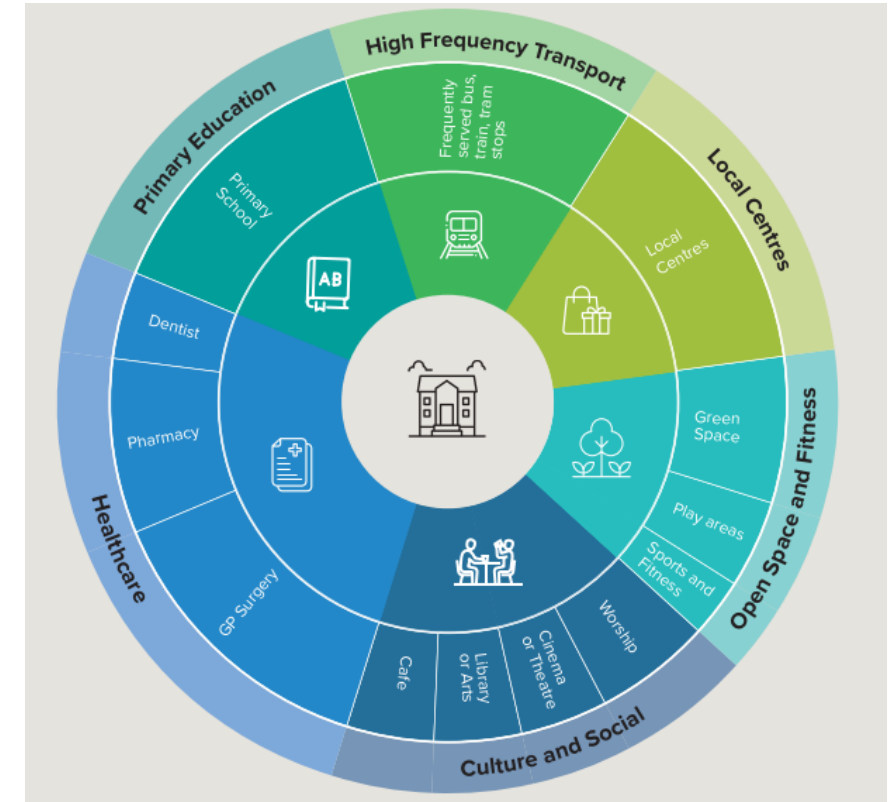 High Frequency Transport
Frequently
served bus,
train, tram
stops
Local Centres
Local
Centres
Open Space and Fitness
Green
Space
Play areas
Sports and
Fitness
Culture and Social
Worship
Cinema
or Theatre
Library
or Arts
Cafe
Healthcare
GP Surgery
Pharmacy
Dentist
Primary Education
Primary
School
AB